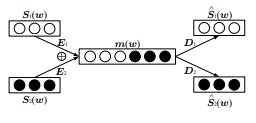 S₁(w) Ŝ₁(w)
E₁ m(w) D₁
⊕
E₂ D₂
S₂(w) Ŝ₂(w)